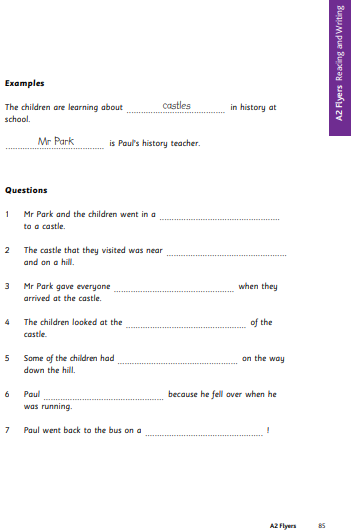 A2 Flyers Reading and Writing
Examples
The children are learning about castles in history at
school.
Mr Park is Paul's history teacher.
Questions
1 Mr Park and the children went in a
to a castle.
2 The castle that they visited was near
and on a hill.
3 Mr Park gave everyone when they
arrived at the castle.
4 The children looked at the of the
castle.
5 Some of the children had on the way
down the hill.
6 Paul because he fell over when he
was running.
7 Paul went back to the bus on a !
A2 Flyers 85